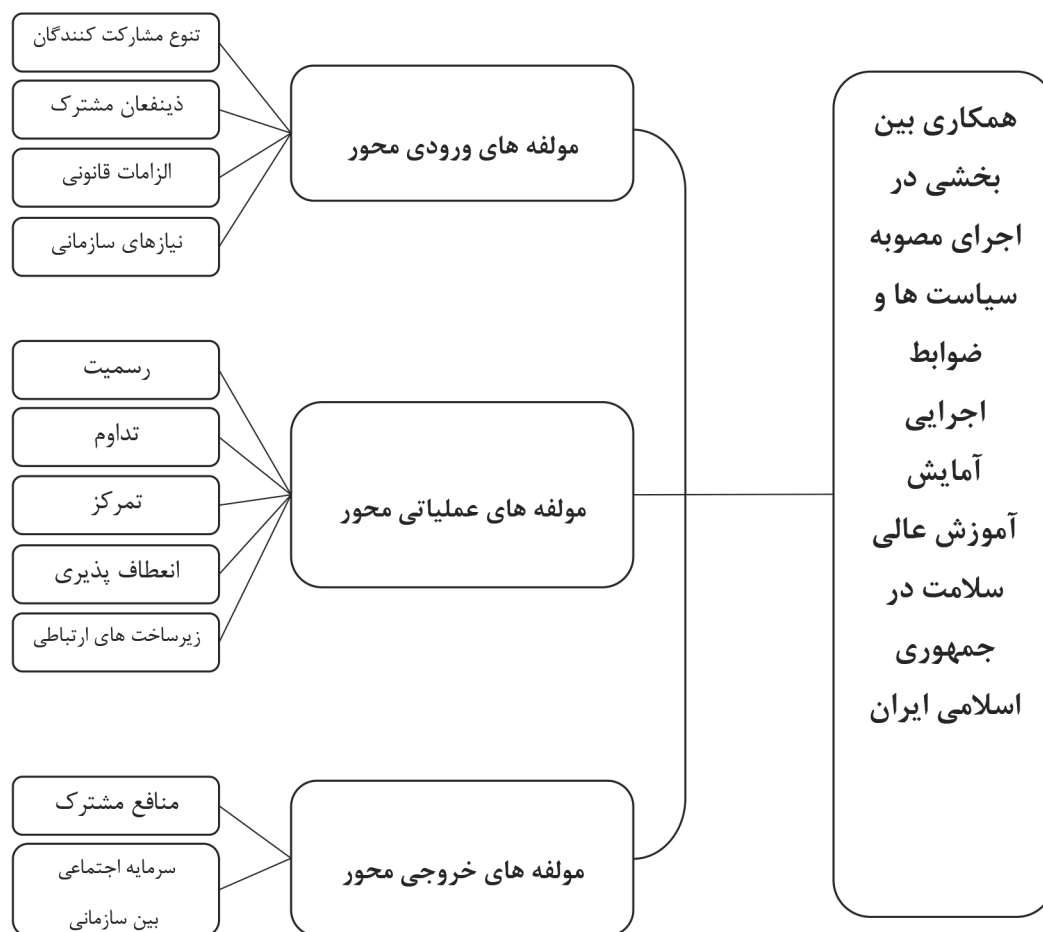 همکاری بین
بخشی در
اجرای مصوبه
سیاست ها و
ضوابط
اجرایی
آمایش
آموزش عالی
سلامت در
جمهوری
اسلامی ایران
مولفه های ورودی محور
تنوع مشارکت کنندگان
ذینفعان مشترک
الزامات قانونی
نیازهای سازمانی
مولفه های عملیاتی محور
رسمیت
تداوم
تمرکز
انعطاف پذیری
زیرساخت های ارتباطی
مولفه های خروجی محور
منافع مشترک
سرمایه اجتماعی
بین سازمانی